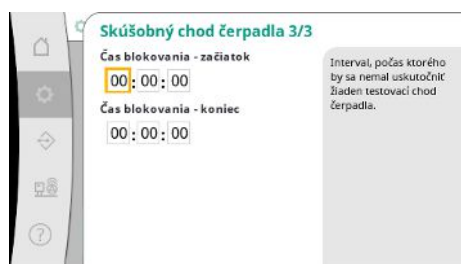 Skúšobný chod čerpadla 3/3
Čas blokovania - začiatok
00 : 00 : 00
Čas blokovania - koniec
00 : 00 : 00
Interval, počas ktorého
by sa nemal uskutočniť
žiaden testovací chod
čerpadla.
?